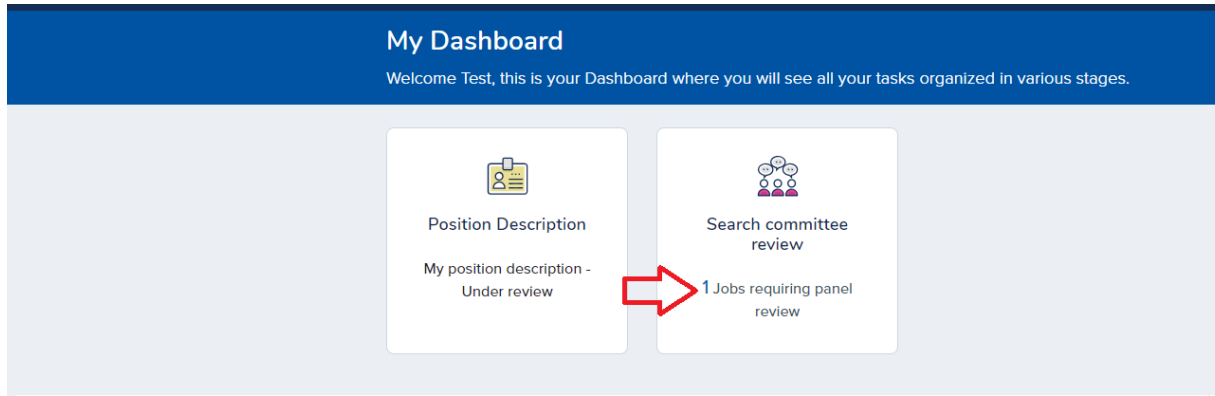 My Dashboard
Welcome Test, this is your Dashboard where you will see all your tasks organized in various stages.
Position Description
My position description -
Under review
Search committee
review
1 Jobs requiring panel
review